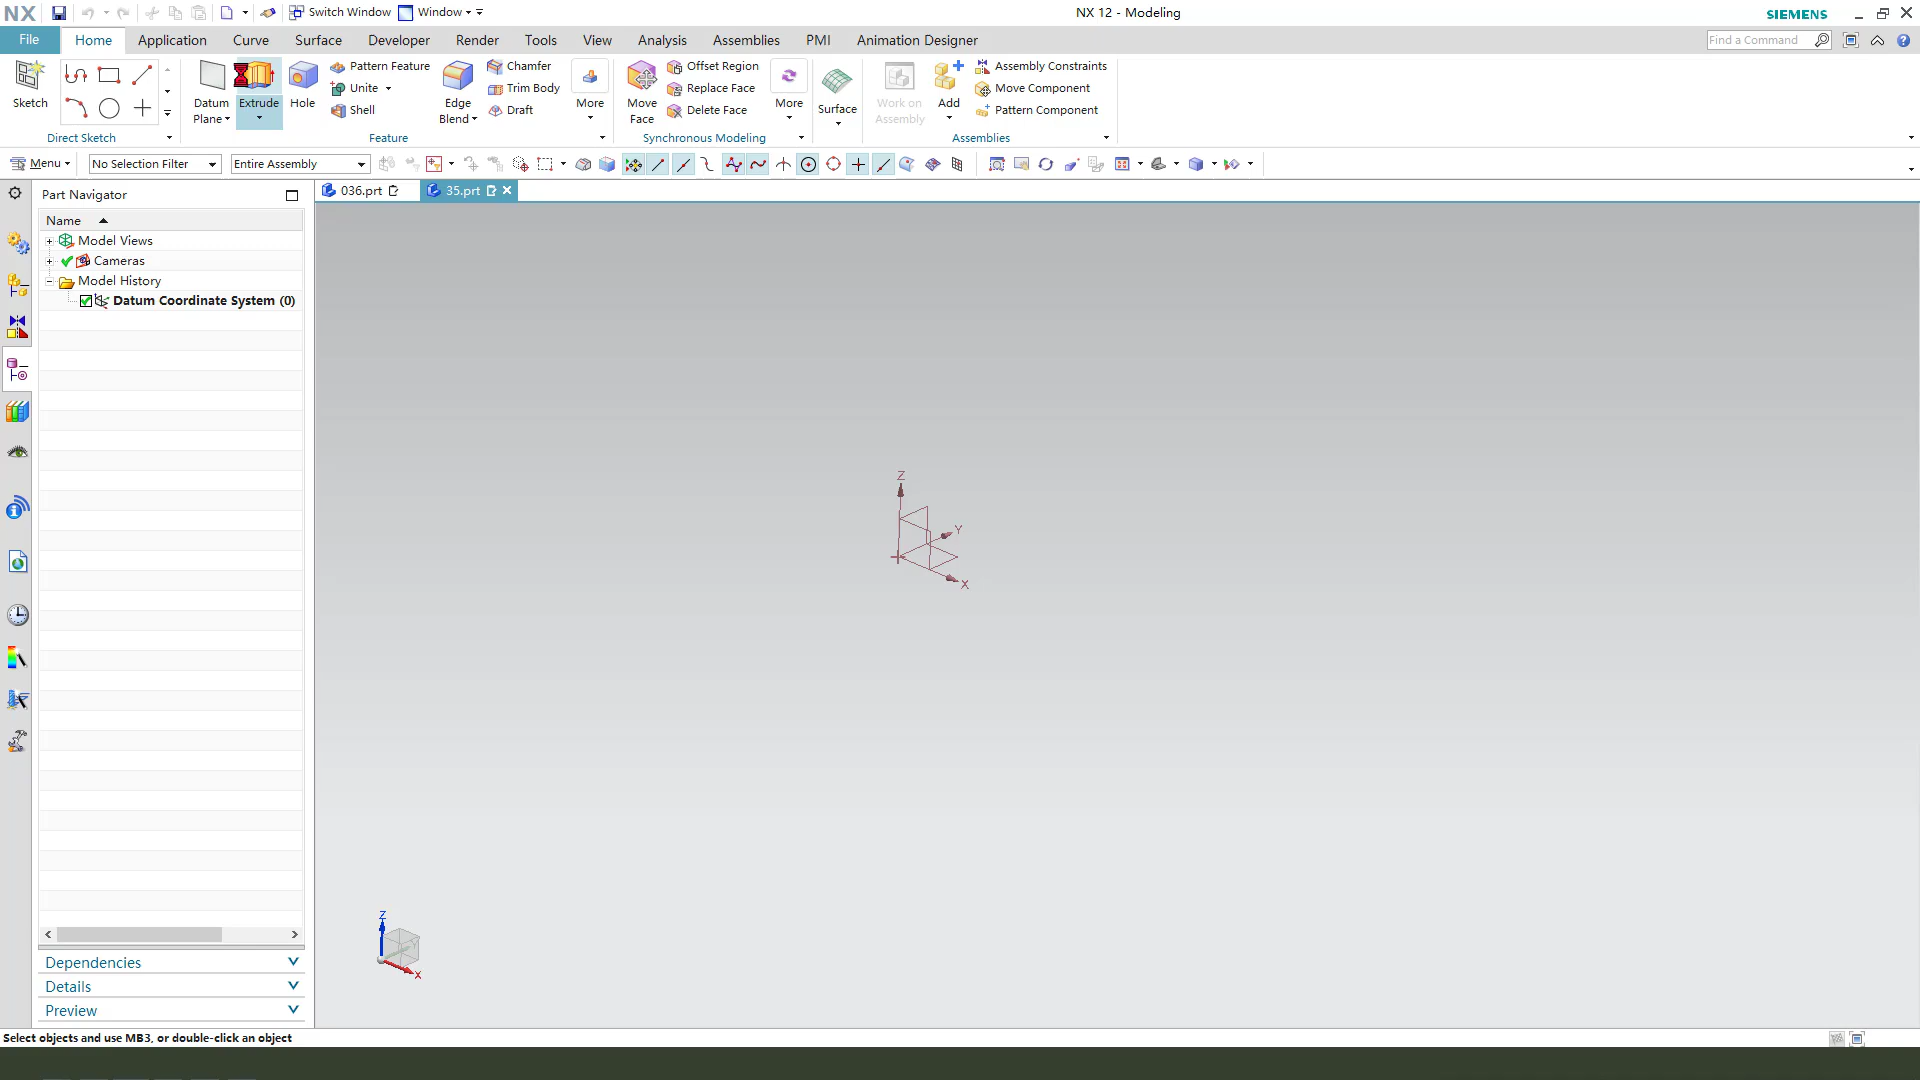 NX Switch Window Window NX 12 - Modeling SIEMENS
File Home Application Curve Surface Developer Render Tools View Analysis Assemblies PMI Animation Designer Find a Command
Pattern Feature Chamfer Offset Region Assembly Constraints
Unite Trim Body Replace Face Move Component
Shell Draft Delete Face Pattern Component
Sketch Datum Plane Extrude Hole Edge Blend More Move Face More Surface Work on Assembly Add
Direct Sketch Feature Synchronous Modeling Assemblies
Menu No Selection Filter Entire Assembly
Part Navigator 036.prt 35.prt
Name
Model Views
Cameras
Model History
Datum Coordinate System (0)
Z
Y
X
Z
X
Dependencies
Details
Preview
Select objects and use MB3, or double-click an object